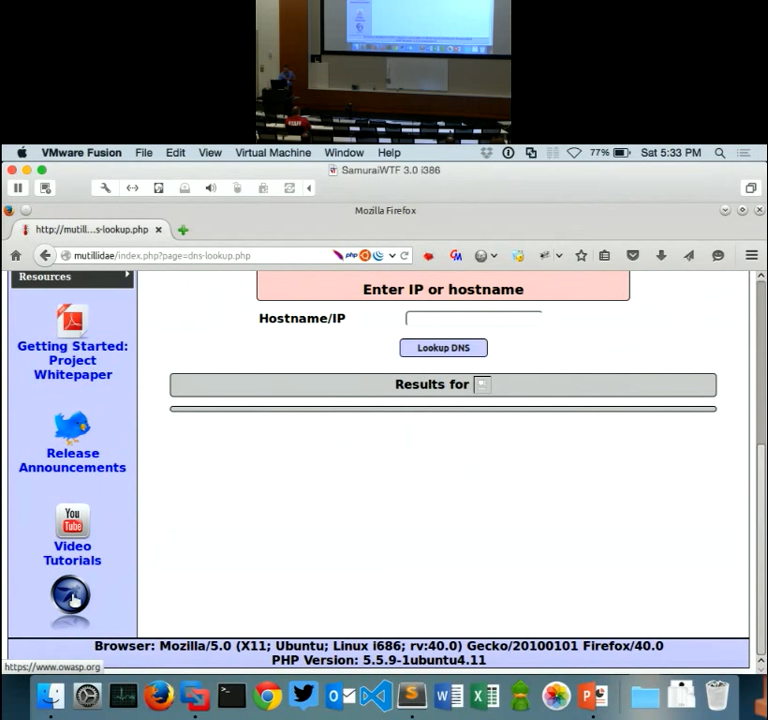 VMware Fusion File Edit View Virtual Machine Window Help 77% Sat 5:33 PM
SamuraiWTF 3.0 i386
Mozilla Firefox
http://mutill...s-lookup.php
mutillidae/index.php?page=dns-lookup.php php
Resources
Enter IP or hostname
Hostname/IP
Lookup DNS
Results for
Getting Started:
Project
Whitepaper
Release
Announcements
You
Tube
Video
Tutorials
Browser: Mozilla/5.0 (X11; Ubuntu; Linux i686; rv:40.0) Gecko/20100101 Firefox/40.0
PHP Version: 5.5.9-1ubuntu4.11
https://www.owasp.org